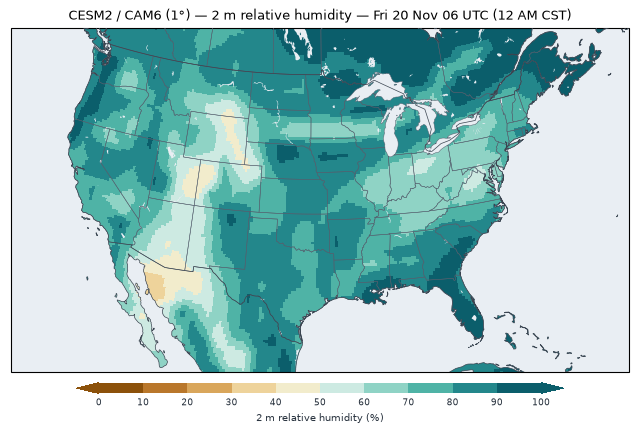 CESM2 / CAM6 (1°) — 2 m relative humidity — Fri 20 Nov 06 UTC (12 AM CST)
0 10 20 30 40 50 60 70 80 90 100
2 m relative humidity (%)